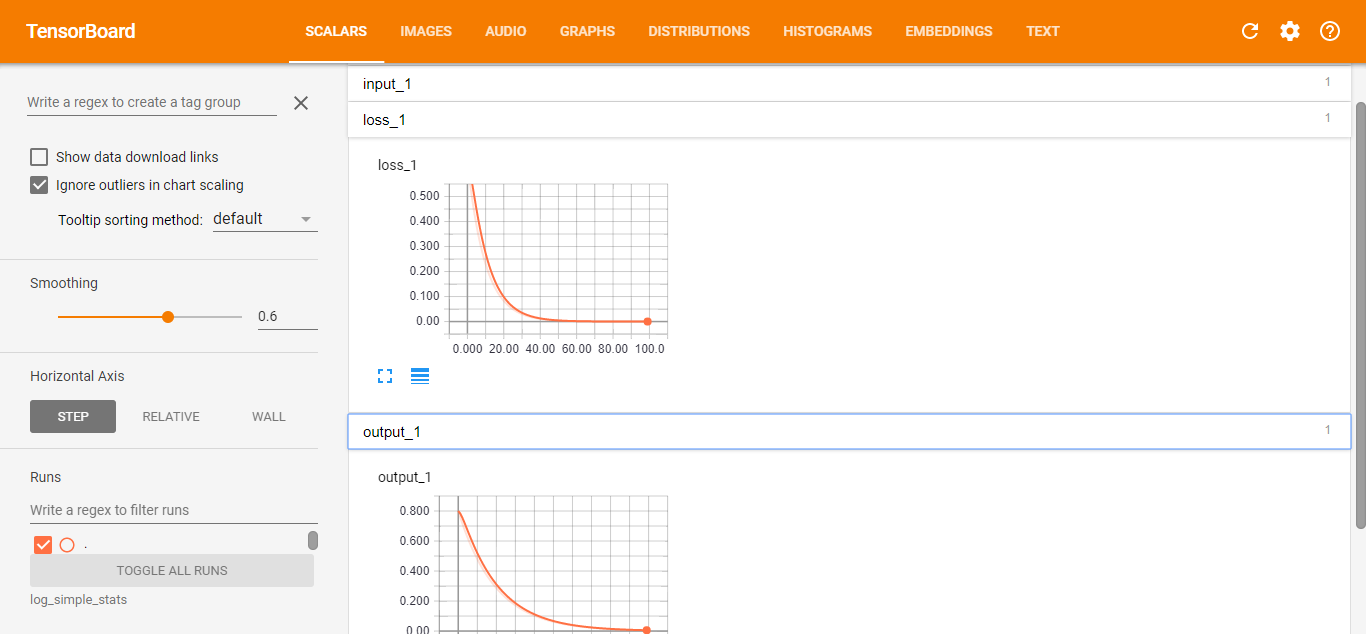 TensorBoard
SCALARS IMAGES AUDIO GRAPHS DISTRIBUTIONS HISTOGRAMS EMBEDDINGS TEXT
Write a regex to create a tag group
Show data download links
Ignore outliers in chart scaling
Tooltip sorting method: default
Smoothing
0.6
Horizontal Axis
STEP RELATIVE WALL
Runs
Write a regex to filter runs
.
TOGGLE ALL RUNS
log_simple_stats
input_1 1
loss_1 1
loss_1
0.500
0.400
0.300
0.200
0.100
0.00
0.000 20.00 40.00 60.00 80.00 100.0
output_1 1
output_1
0.800
0.600
0.400
0.200
0.00